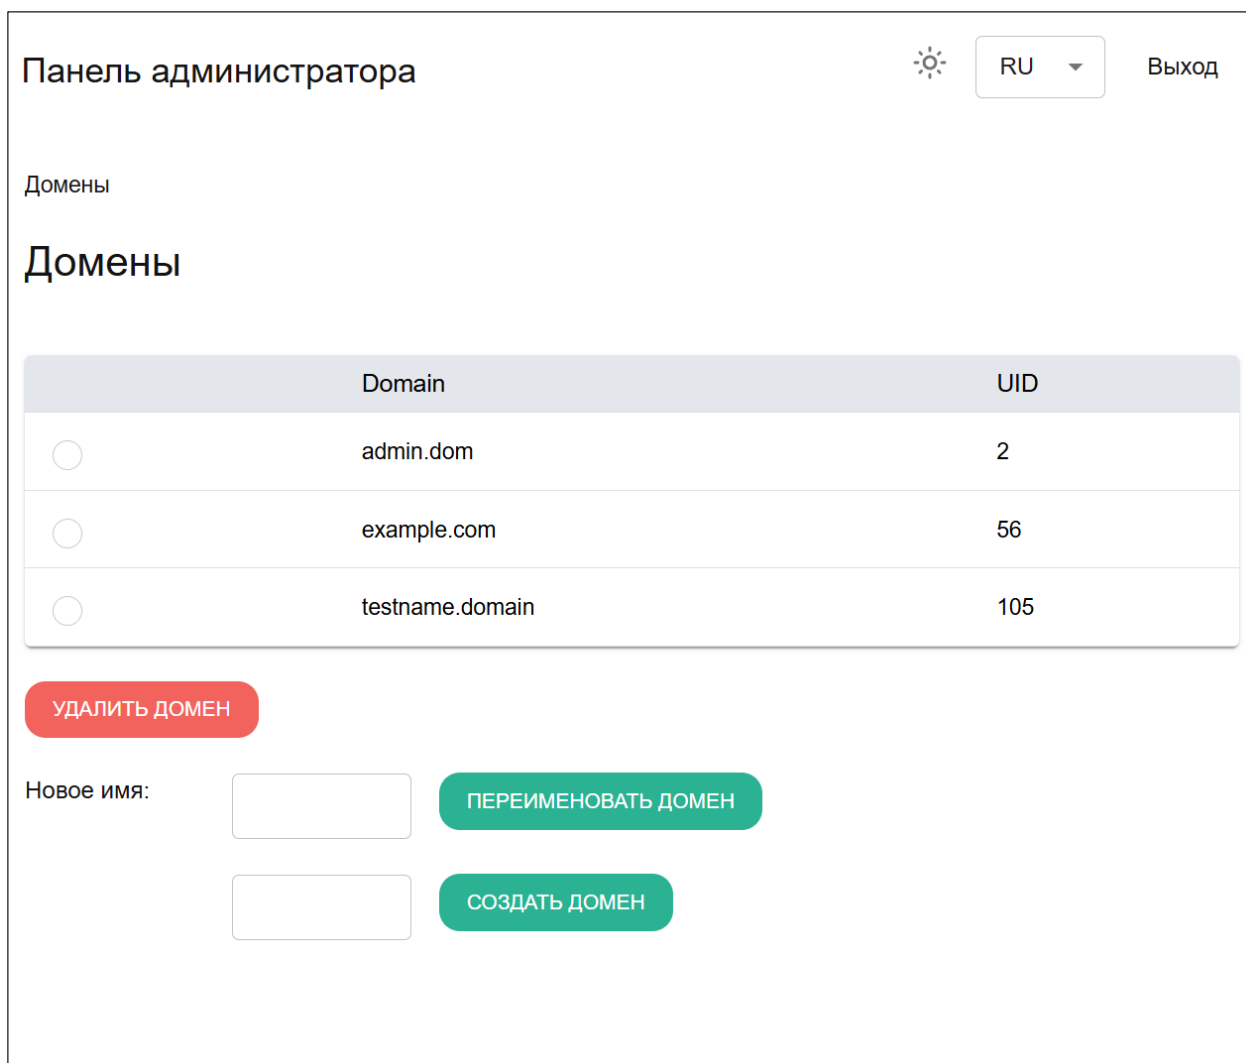 Панель администратора RU Выход
Домены
Домены
Domain UID
admin.dom 2
example.com 56
testname.domain 105
УДАЛИТЬ ДОМЕН
Новое имя: ПЕРЕИМЕНОВАТЬ ДОМЕН
СОЗДАТЬ ДОМЕН